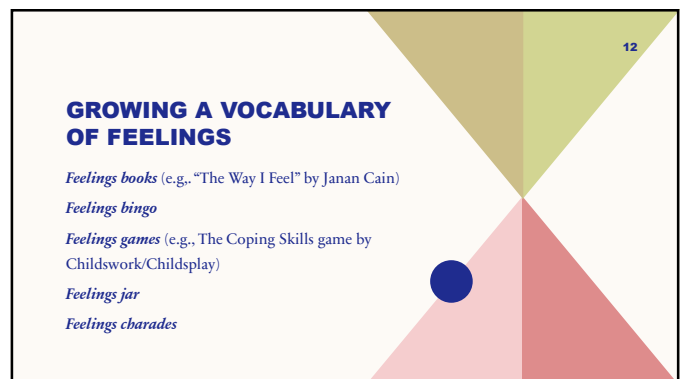 12
GROWING A VOCABULARY
OF FEELINGS
Feelings books (e.g,. “The Way I Feel” by Janan Cain)
Feelings bingo
Feelings games (e.g., The Coping Skills game by
Childswork/Childsplay)
Feelings jar
Feelings charades